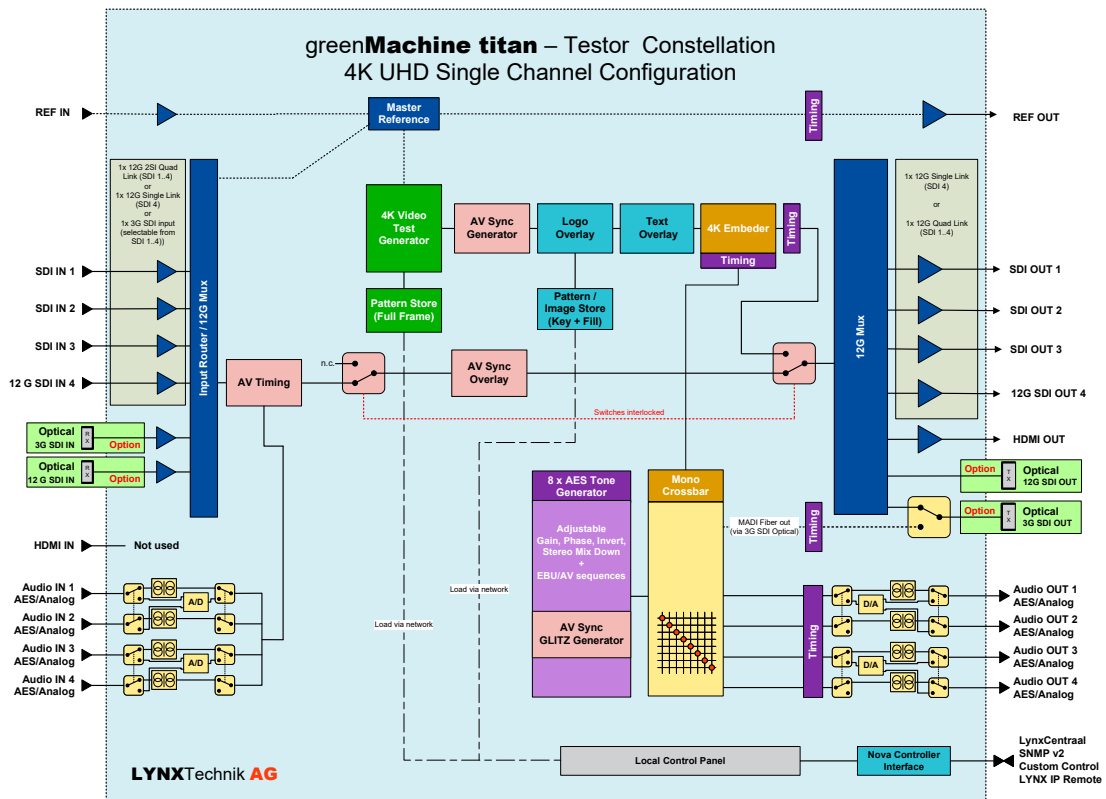 greenMachine titan – Testor Constellation
4K UHD Single Channel Configuration
REF IN
Master
Reference
Timing
REF OUT
1x 12G 2SI Quad
Link (SDI 1..4)
or
1x 12G Single Link
(SDI 4)
or
1x 3G SDI input
(selectable from
SDI 1..4))
Input Router / 12G Mux
4K Video
Test
Generator
AV Sync
Generator
Logo
Overlay
Text
Overlay
4K Embeder
Timing
Timing
12G Mux
1x 12G Single Link
(SDI 4)
or
1x 12G Quad Link
(SDI 1..4)
SDI IN 1
SDI IN 2
SDI IN 3
12 G SDI IN 4
Pattern Store
(Full Frame)
Pattern /
Image Store
(Key + Fill)
SDI OUT 1
SDI OUT 2
SDI OUT 3
12G SDI OUT 4
HDMI OUT
AV Timing
n.c.
AV Sync
Overlay
Switches interlocked
Optical
3G SDI IN
R
X
Option
Optical
12 G SDI IN
R
X
Option
Option
T
X
Optical
12G SDI OUT
Option
T
X
Optical
3G SDI OUT
8 x AES Tone
Generator
Adjustable
Gain, Phase, Invert,
Stereo Mix Down
+
EBU/AV sequences
AV Sync
GLITZ Generator
Mono
Crossbar
MADI Fiber out
(via 3G SDI Optical)
Timing
HDMI IN
Not used
Audio IN 1
AES/Analog
Audio IN 2
AES/Analog
Audio IN 3
AES/Analog
Audio IN 4
AES/Analog
A/D
A/D
Load via network
Load via network
Timing
D/A
D/A
Audio OUT 1
AES/Analog
Audio OUT 2
AES/Analog
Audio OUT 3
AES/Analog
Audio OUT 4
AES/Analog
LYNXTechnik AG
Local Control Panel
Nova Controller
Interface
LynxCentraal
SNMP v2
Custom Control
LYNX IP Remote